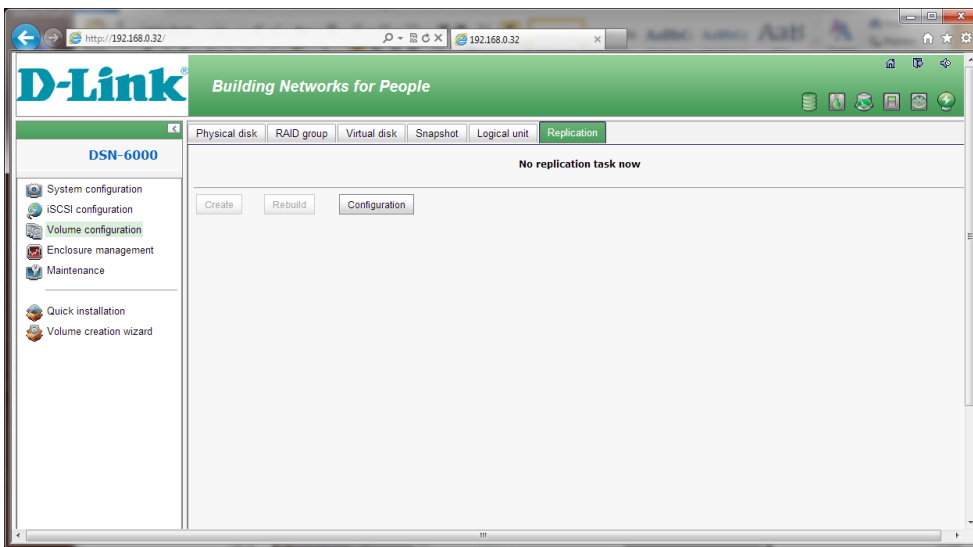 http://192.168.0.32/
192.168.0.32
D-Link
Building Networks for People
DSN-6000
System configuration
iSCSI configuration
Volume configuration
Enclosure management
Maintenance
Quick installation
Volume creation wizard
Physical disk RAID group Virtual disk Snapshot Logical unit Replication
No replication task now
Create Rebuild Configuration